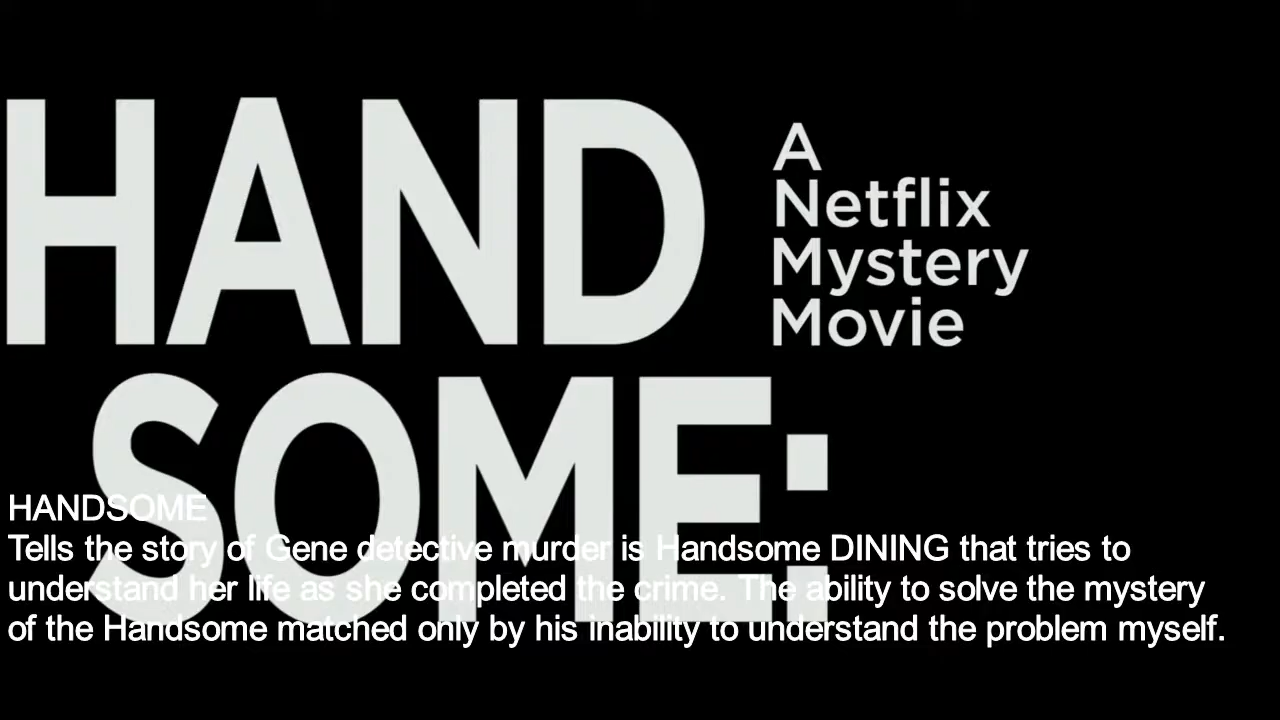 HAND
SOME:
A
Netflix
Mystery
Movie
HANDSOME
Tells the story of Gene detective murder is Handsome DINING that tries to
understand her life as she completed the crime. The ability to solve the mystery
of the Handsome matched only by his inability to understand the problem myself.